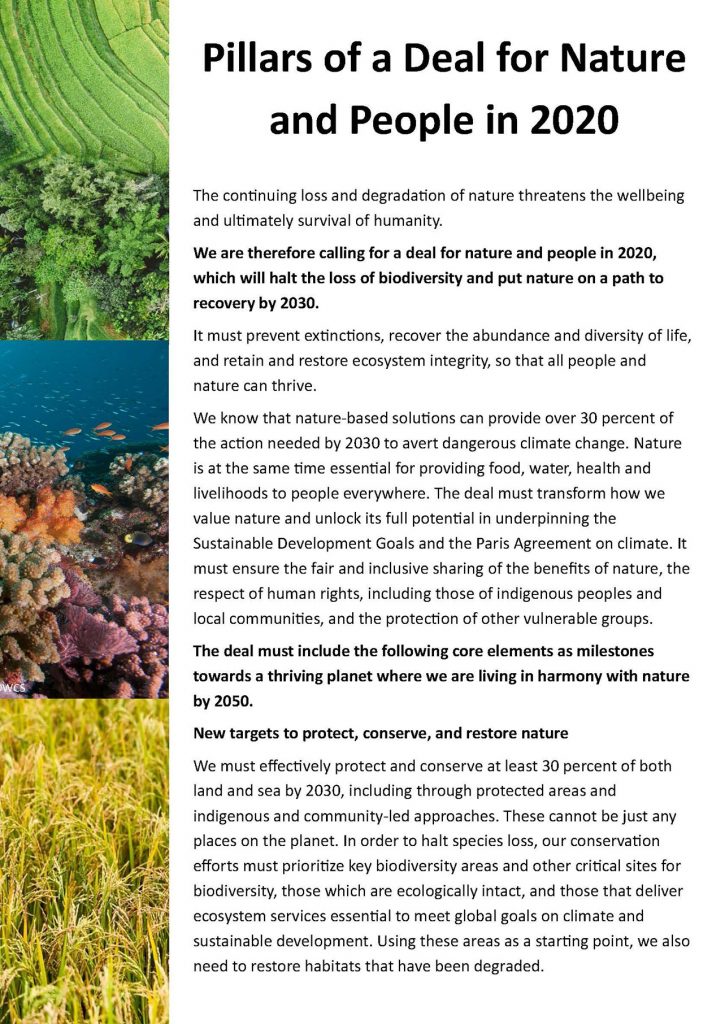 Pillars of a Deal for Nature
and People in 2020
The continuing loss and degradation of nature threatens the wellbeing
and ultimately survival of humanity.
We are therefore calling for a deal for nature and people in 2020,
which will halt the loss of biodiversity and put nature on a path to
recovery by 2030.
It must prevent extinctions, recover the abundance and diversity of life,
and retain and restore ecosystem integrity, so that all people and
nature can thrive.
We know that nature-based solutions can provide over 30 percent of
the action needed by 2030 to avert dangerous climate change. Nature
is at the same time essential for providing food, water, health and
livelihoods to people everywhere. The deal must transform how we
value nature and unlock its full potential in underpinning the
Sustainable Development Goals and the Paris Agreement on climate. It
must ensure the fair and inclusive sharing of the benefits of nature, the
respect of human rights, including those of indigenous peoples and
local communities, and the protection of other vulnerable groups.
The deal must include the following core elements as milestones
towards a thriving planet where we are living in harmony with nature
by 2050.
New targets to protect, conserve, and restore nature
We must effectively protect and conserve at least 30 percent of both
land and sea by 2030, including through protected areas and
indigenous and community-led approaches. These cannot be just any
places on the planet. In order to halt species loss, our conservation
efforts must prioritize key biodiversity areas and other critical sites for
biodiversity, those which are ecologically intact, and those that deliver
ecosystem services essential to meet global goals on climate and
sustainable development. Using these areas as a starting point, we also
need to restore habitats that have been degraded.
WCS